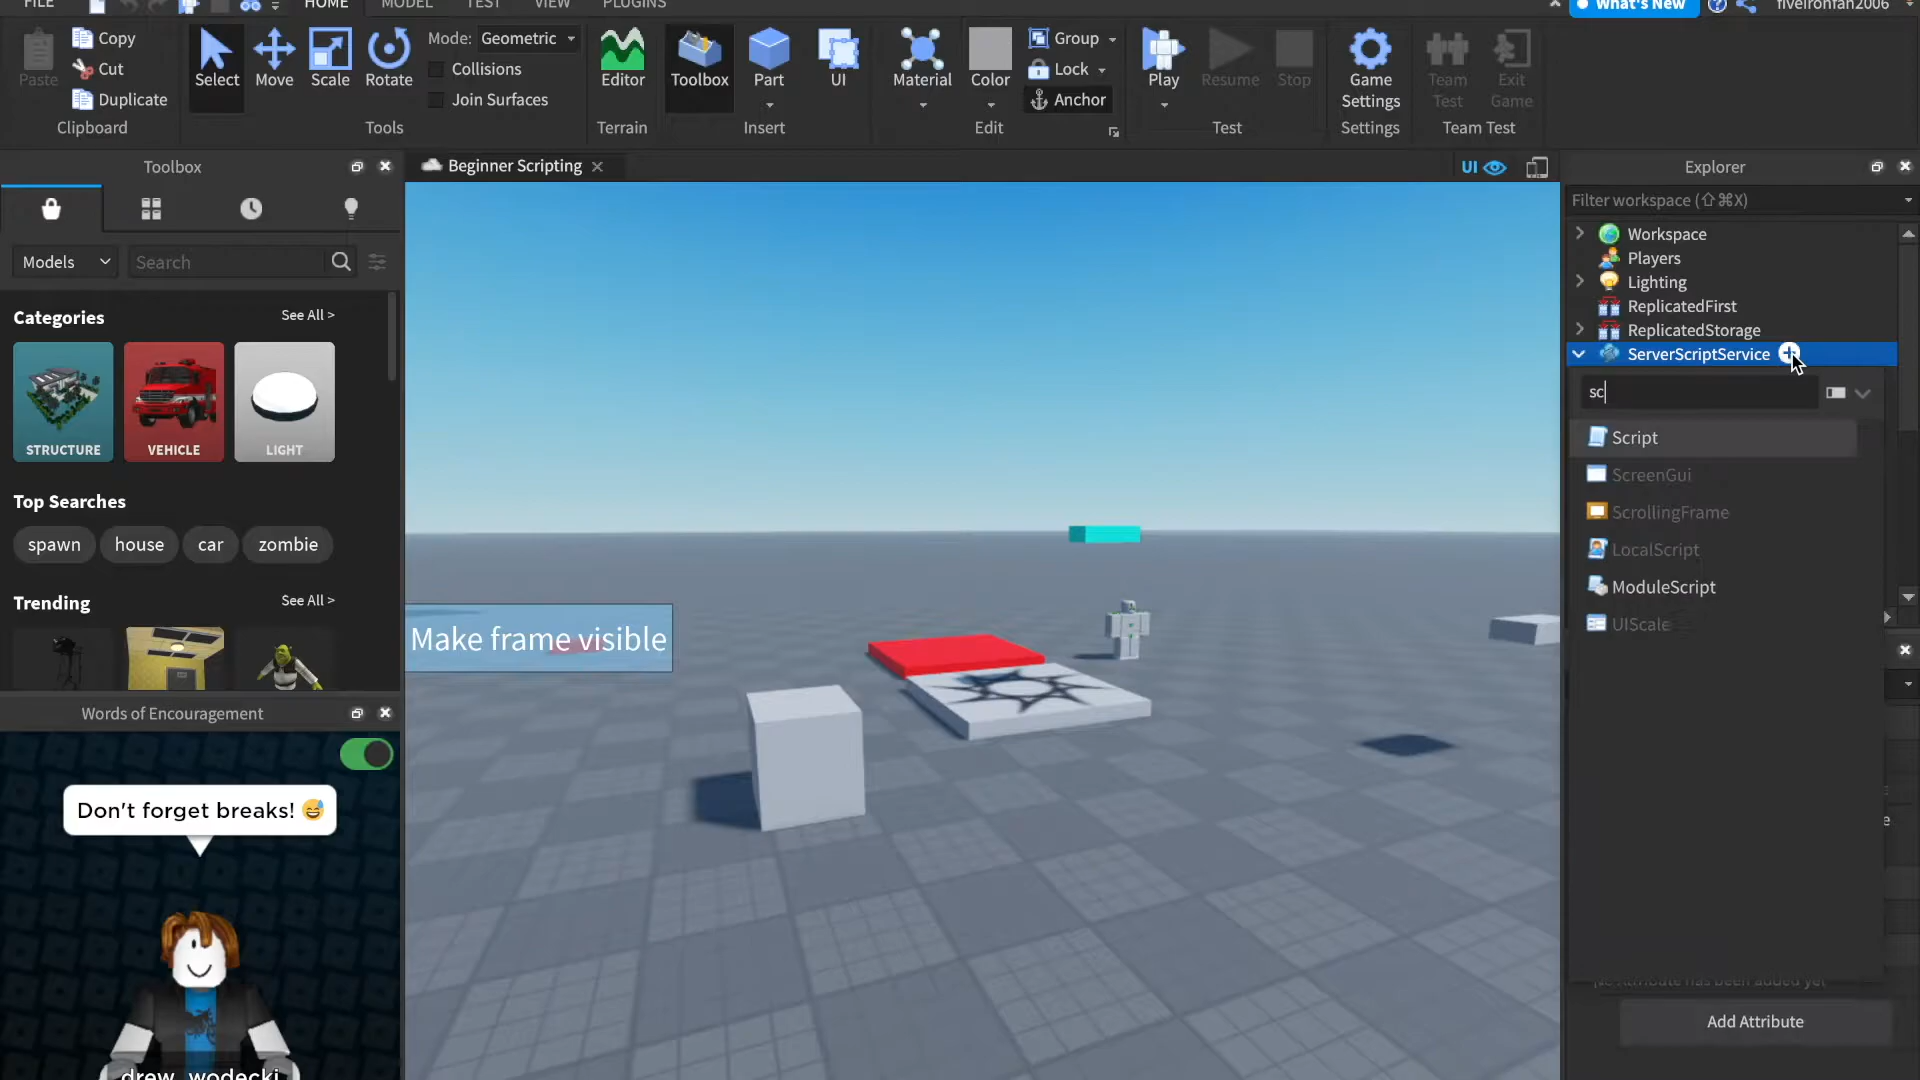 FILE HOME MODEL TEST VIEW PLUGINS What's New fiveironfan2006
Paste Copy Cut Duplicate
Clipboard
Select Move Scale Rotate
Mode: Geometric
Collisions
Join Surfaces
Tools
Editor
Terrain
Toolbox Part UI
Insert
Material Color
Group
Lock
Anchor
Edit
Play Resume Stop
Test
Game Settings
Settings
Team Test Exit Game
Team Test
Toolbox
Models Search
Categories See All >
STRUCTURE VEHICLE LIGHT
Top Searches
spawn house car zombie
Trending See All >
Words of Encouragement
Don't forget breaks! 😅
drew_wodecki
Beginner Scripting
UI
Make frame visible
Explorer
Filter workspace (⇧⌘X)
Workspace
Players
Lighting
ReplicatedFirst
ReplicatedStorage
ServerScriptService
sc
Script
ScreenGui
ScrollingFrame
LocalScript
ModuleScript
UIScale
Add Attribute